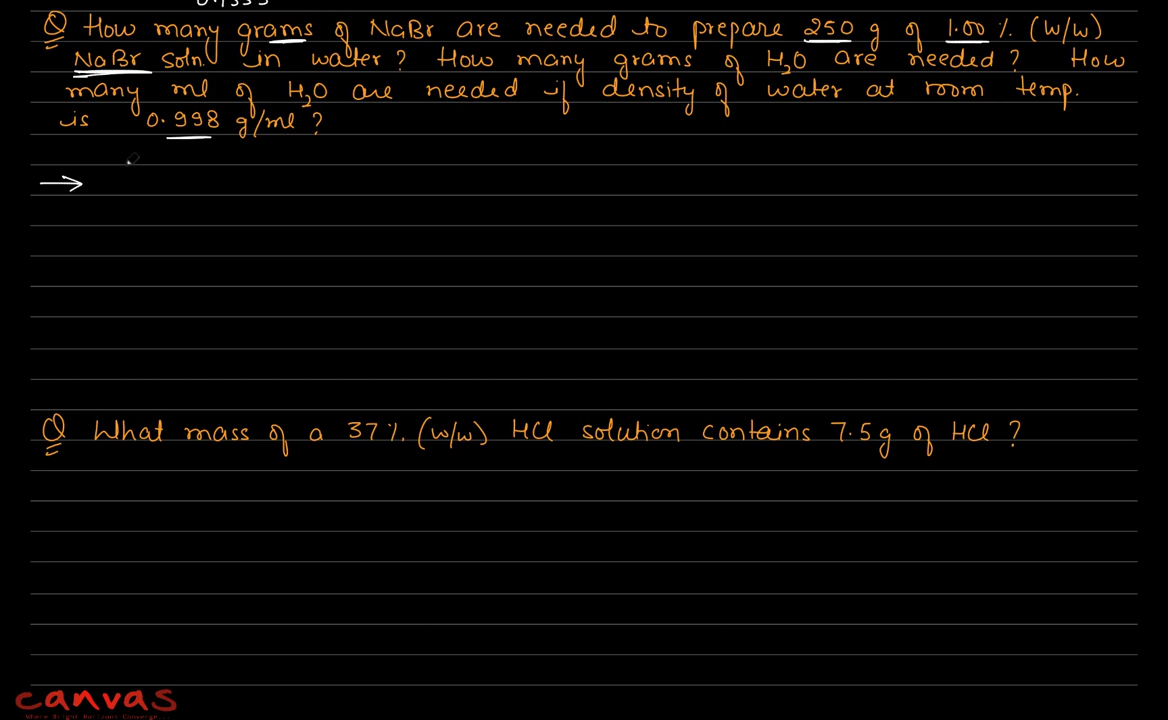 Q How many grams of NaBr are needed to prepare 250 g of 1.00 % (w/w)
NaBr soln. in water? How many grams of H2O are needed? How
many ml of H2O are needed if density of water at room temp.
is 0.998 g/ml ?
→
Q What mass of a 37 %. (w/w) HCl solution contains 7.5g of HCl ?
canvas